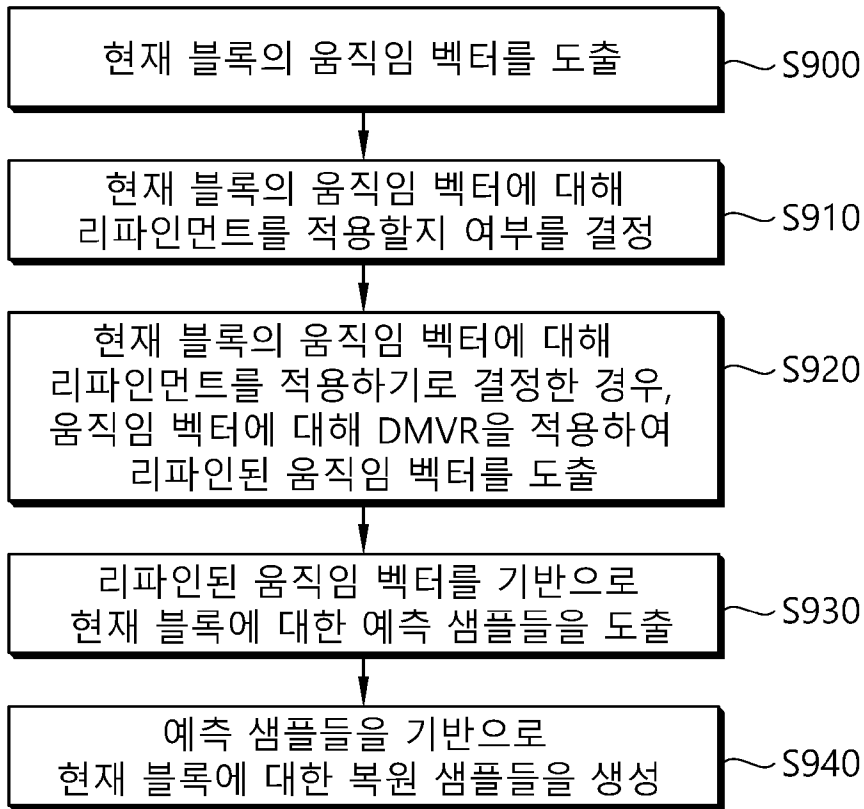 현재 블록의 움직임 벡터를 도출
S900
현재 블록의 움직임 벡터에 대해
리파인먼트를 적용할지 여부를 결정
S910
현재 블록의 움직임 벡터에 대해
리파인먼트를 적용하기로 결정한 경우,
움직임 벡터에 대해 DMVR을 적용하여
리파인된 움직임 벡터를 도출
S920
리파인된 움직임 벡터를 기반으로
현재 블록에 대한 예측 샘플들을 도출
S930
예측 샘플들을 기반으로
현재 블록에 대한 복원 샘플들을 생성
S940